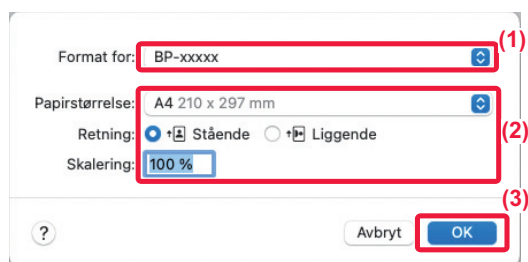 (1)
Format for: BP-xxxxx
Papirstørrelse: A4 210 x 297 mm
Retning: Stående Liggende
(2)
Skalering: 100 %
(3)
? Avbryt OK